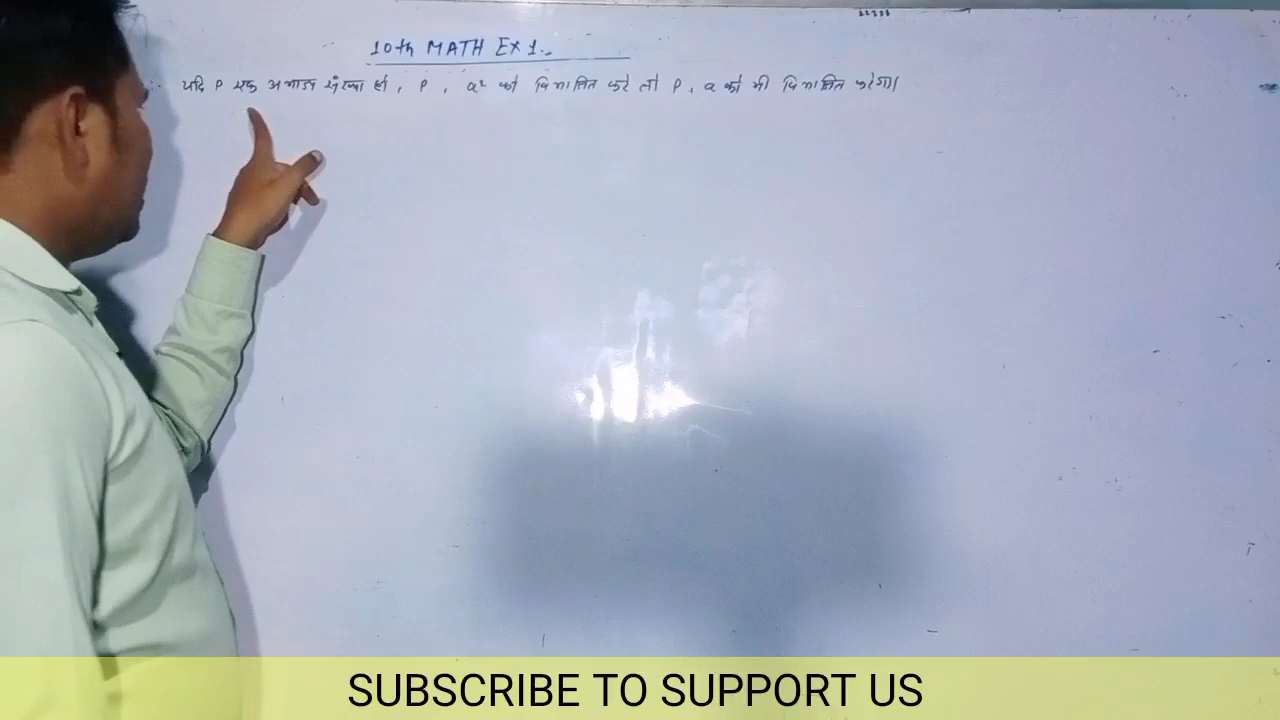 10th MATH EX 1..
यदि P एक अभाज्य संख्या हो, P, a² को विभाजित करे तो P, a को भी विभाजित करेगा।
SUBSCRIBE TO SUPPORT US